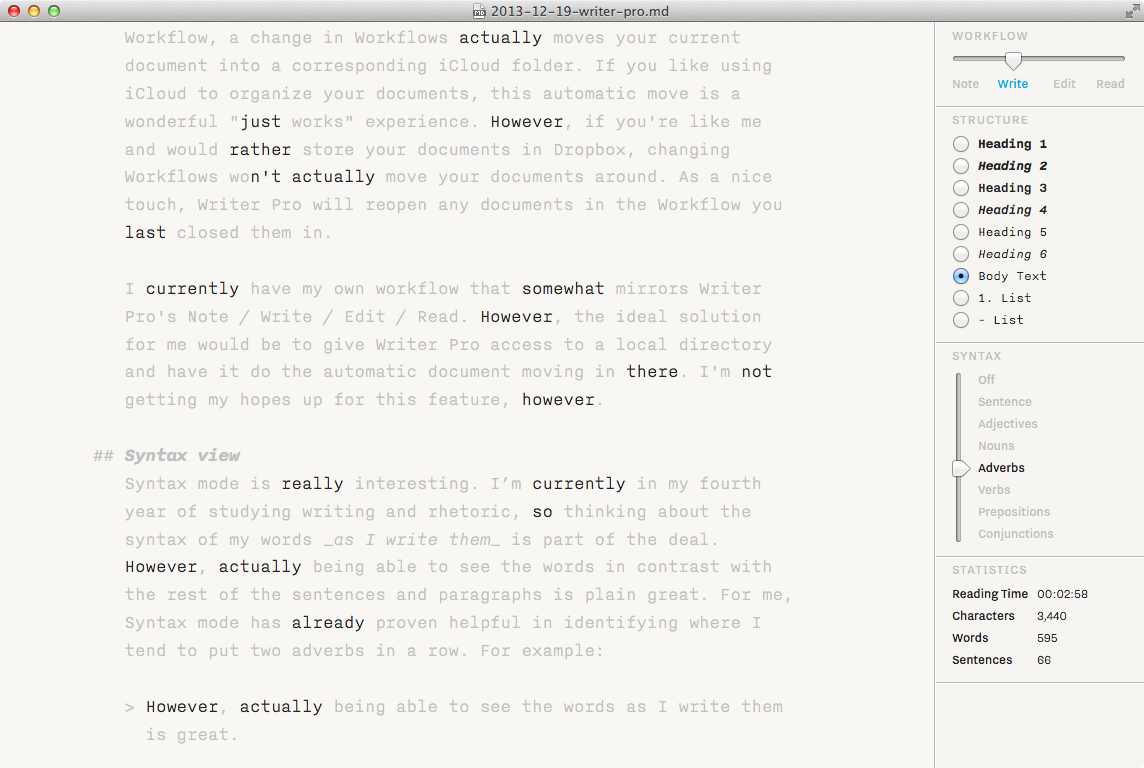 2013-12-19-writer-pro.md
Workflow, a change in Workflows actually moves your current
document into a corresponding iCloud folder. If you like using
iCloud to organize your documents, this automatic move is a
wonderful "just works" experience. However, if you're like me
and would rather store your documents in Dropbox, changing
Workflows won't actually move your documents around. As a nice
touch, Writer Pro will reopen any documents in the Workflow you
last closed them in.
I currently have my own workflow that somewhat mirrors Writer
Pro's Note / Write / Edit / Read. However, the ideal solution
for me would be to give Writer Pro access to a local directory
and have it do the automatic document moving in there. I'm not
getting my hopes up for this feature, however.
## Syntax view
Syntax mode is really interesting. I’m currently in my fourth
year of studying writing and rhetoric, so thinking about the
syntax of my words _as I write them_ is part of the deal.
However, actually being able to see the words in contrast with
the rest of the sentences and paragraphs is plain great. For me,
Syntax mode has already proven helpful in identifying where I
tend to put two adverbs in a row. For example:
> However, actually being able to see the words as I write them
is great.
WORKFLOW
Note Write Edit Read
STRUCTURE
Heading 1
Heading 2
Heading 3
Heading 4
Heading 5
Heading 6
Body Text
1. List
- List
SYNTAX
Off
Sentence
Adjectives
Nouns
Adverbs
Verbs
Prepositions
Conjunctions
STATISTICS
Reading Time 00:02:58
Characters 3,440
Words 595
Sentences 66